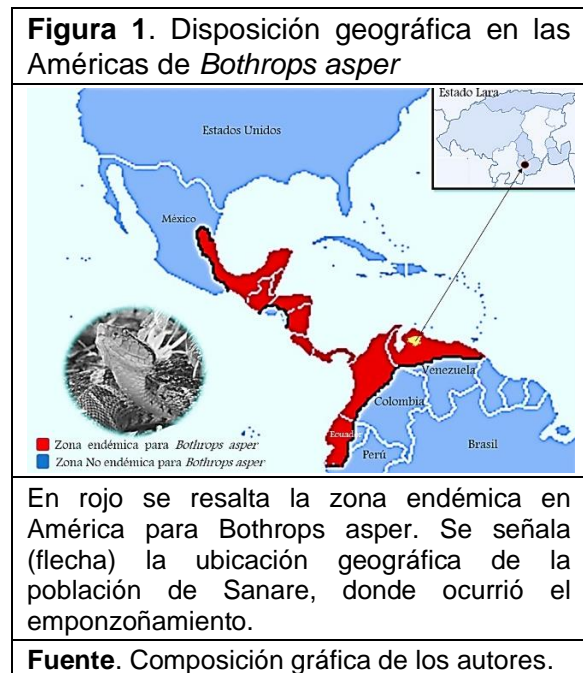 Figura 1. Disposición geográfica en las
Américas de Bothrops asper
Estado Lara
Estados Unidos
México
Venezuela
Colombia
Ecuador
Perú
Brasil
Zona endémica para Bothrops asper
Zona No endémica para Bothrops asper
En rojo se resalta la zona endémica en
América para Bothrops asper. Se señala
(flecha) la ubicación geográfica de la
población de Sanare, donde ocurrió el
emponzoñamiento.
Fuente. Composición gráfica de los autores.